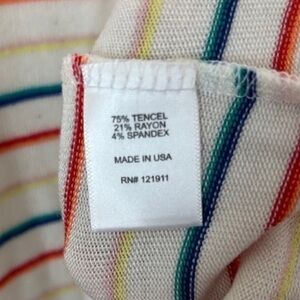 75% TENCEL
21% RAYON
4% SPANDEX
MADE IN USA
RN# 121911